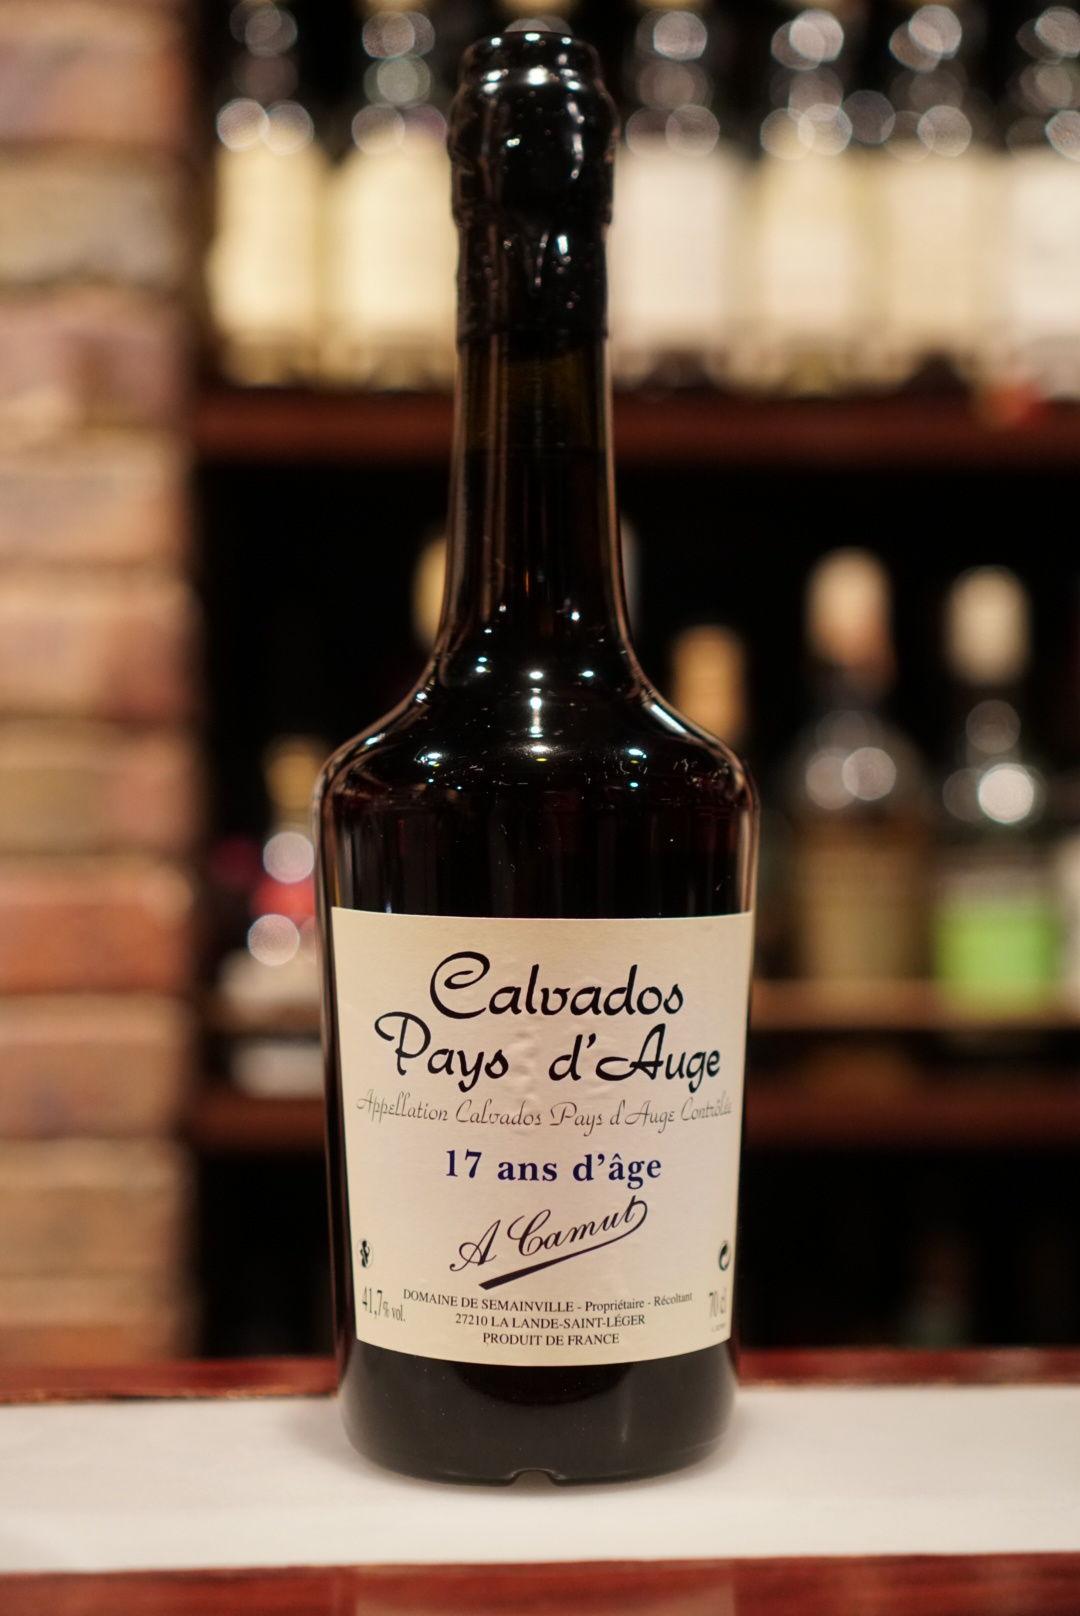 Calvados
Pays d'Auge
Appellation Calvados Pays d'Auge Contrôlée
17 ans d'âge
A Camut
41,7% vol.
DOMAINE DE SEMAINVILLE - Propriétaire - Récoltant
70 cl
27210 LA LANDE-SAINT-LÉGER
PRODUIT DE FRANCE